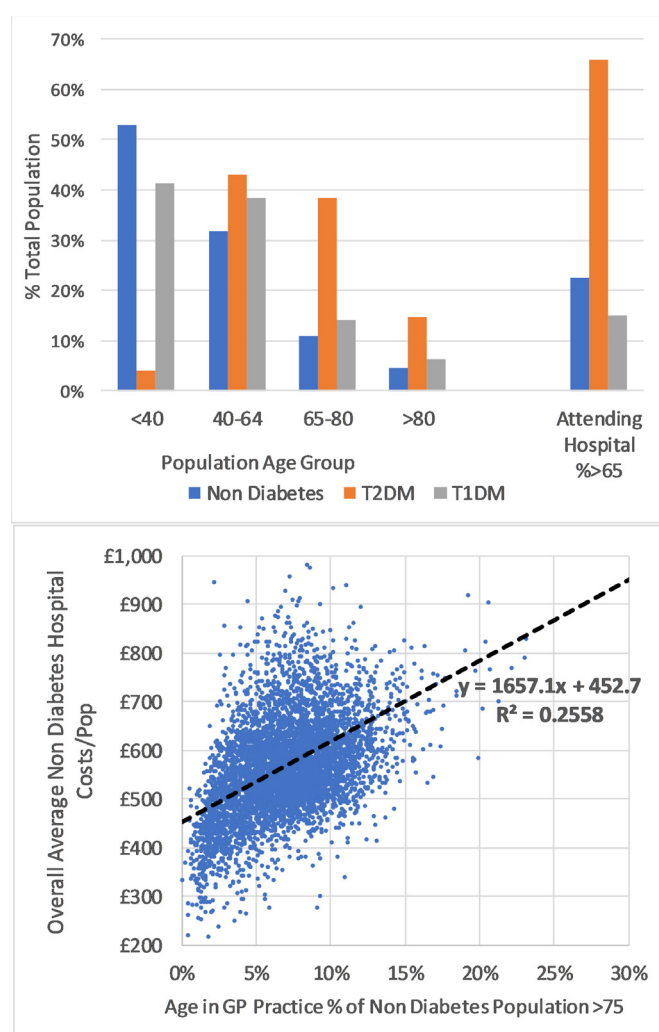 70%
60%
50%
40%
30%
20%
10%
0%
% Total Population
<40 40-64 65-80 >80 Attending
Hospital
%>65
Population Age Group
Non Diabetes T2DM T1DM
£1,000
£900
£800
£700
£600
£500
£400
£300
£200
Overall Average Non Diabetes Hospital
Costs/Pop
y = 1657.1x + 452.7
R² = 0.2558
0% 5% 10% 15% 20% 25% 30%
Age in GP Practice % of Non Diabetes Population >75